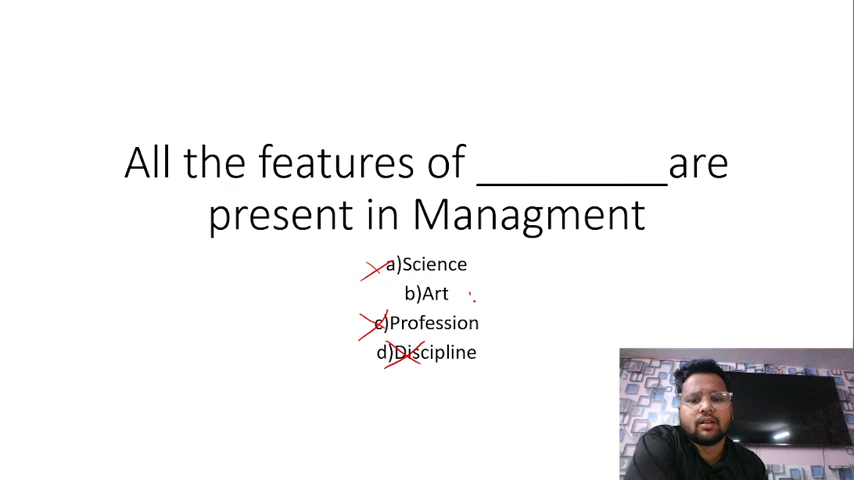 All the features of _________are
present in Managment
a)Science
b)Art
c)Profession
d)Discipline